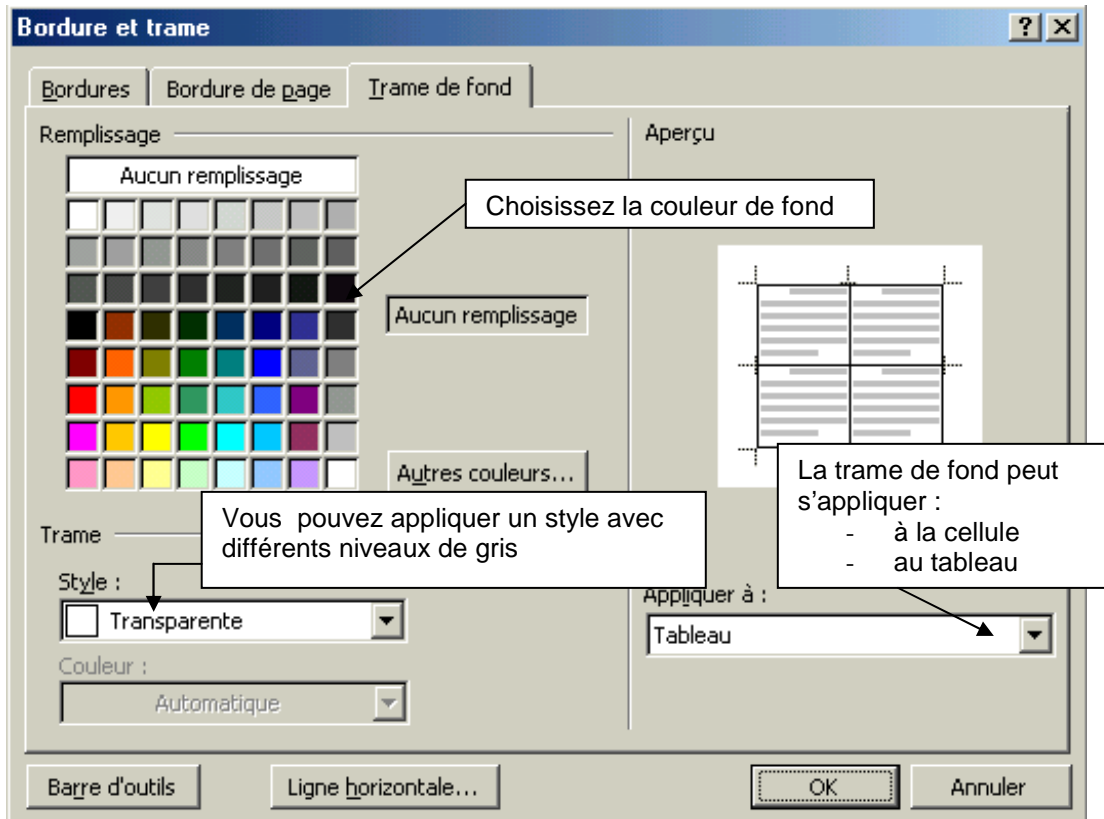 Bordure et trame
Bordures
Bordure de page
Trame de fond
Remplissage
Aperçu
Aucun remplissage
Choisissez la couleur de fond
Aucun remplissage
Autres couleurs...
La trame de fond peut
s'appliquer :
- à la cellule
- au tableau
Vous pouvez appliquer un style avec
différents niveaux de gris
Trame
Style :
Transparente
Appliquer à :
Tableau
Couleur :
Automatique
Barre d'outils
Ligne horizontale...
OK
Annuler